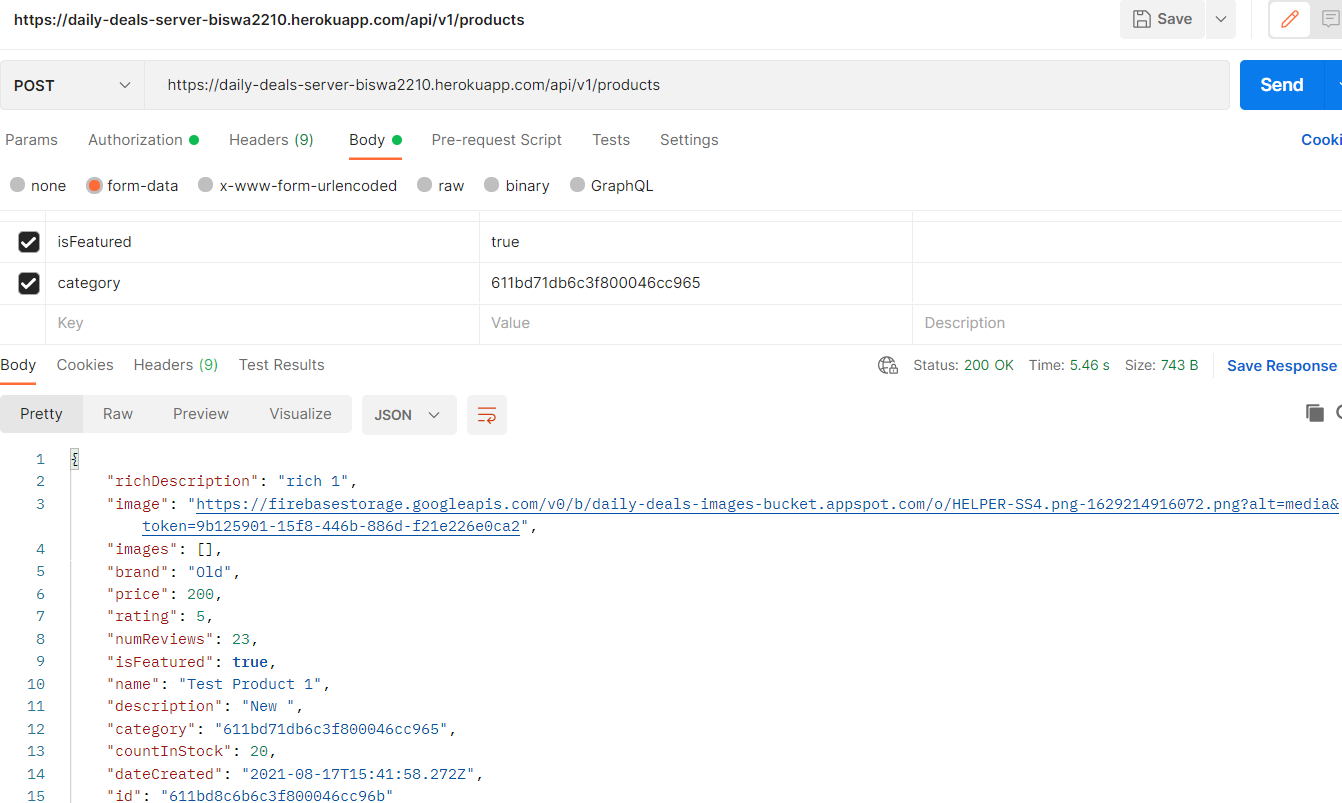 https://daily-deals-server-biswa2210.herokuapp.com/api/v1/products
Save
POST
https://daily-deals-server-biswa2210.herokuapp.com/api/v1/products
Send
Params Authorization Headers (9) Body Pre-request Script Tests Settings Cooki
none form-data x-www-form-urlencoded raw binary GraphQL
isFeatured true
category 611bd71db6c3f800046cc965
Key Value Description
Body Cookies Headers (9) Test Results Status: 200 OK Time: 5.46 s Size: 743 B Save Response
Pretty Raw Preview Visualize JSON
1 {
2 "richDescription": "rich 1",
3 "image": "https://firebasestorage.googleapis.com/v0/b/daily-deals-images-bucket.appspot.com/o/HELPER-SS4.png-1629214916072.png?alt=media&
token=9b125901-15f8-446b-886d-f21e226e0ca2",
4 "images": [],
5 "brand": "Old",
6 "price": 200,
7 "rating": 5,
8 "numReviews": 23,
9 "isFeatured": true,
10 "name": "Test Product 1",
11 "description": "New ",
12 "category": "611bd71db6c3f800046cc965",
13 "countInStock": 20,
14 "dateCreated": "2021-08-17T15:41:58.272Z",
15 "id": "611bd8c6b6c3f800046cc96b"